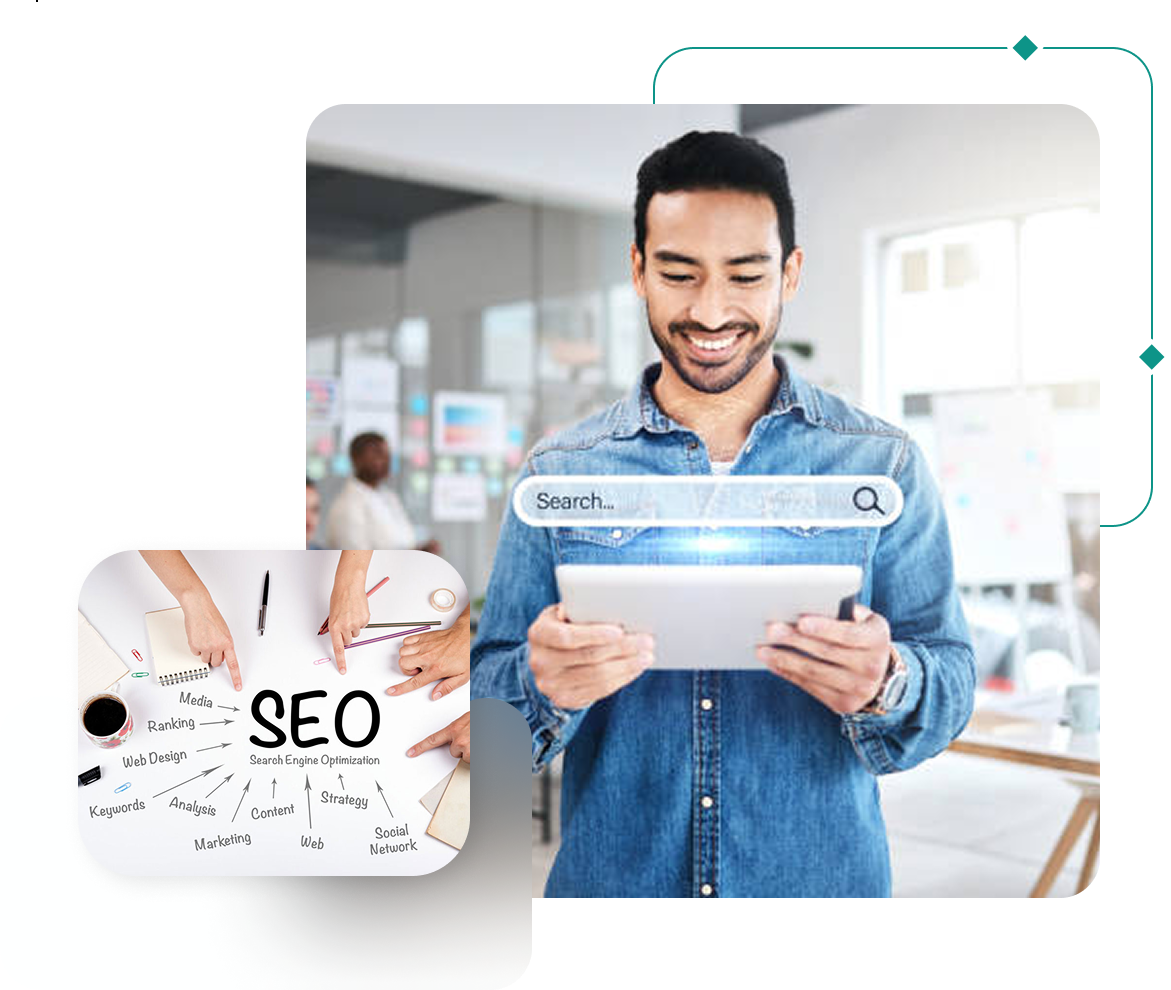 Search...
SEO
Search Engine Optimization
Media
Ranking
Web Design
Keywords
Analysis
Marketing
Content
Web
Strategy
Social
Network